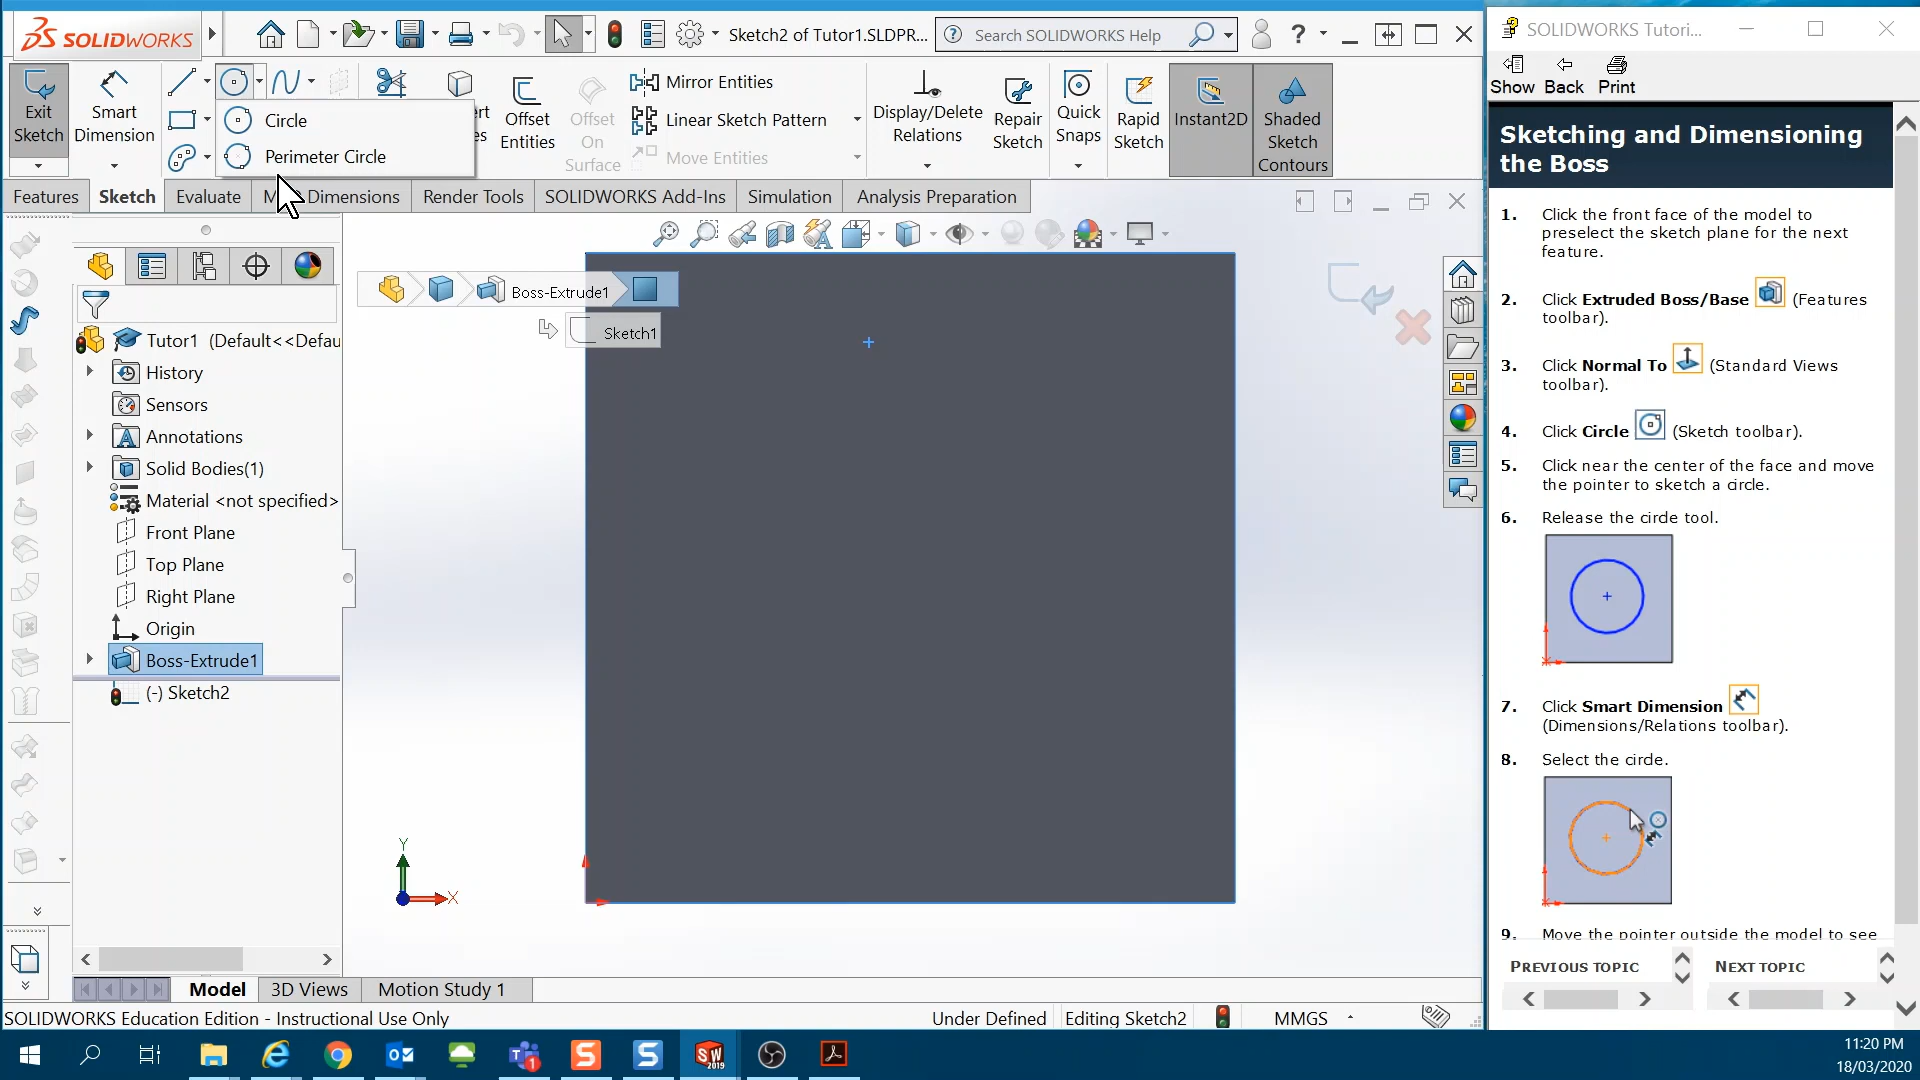 SOLIDWORKS
Sketch2 of Tutor1.SLDPR...
Search SOLIDWORKS Help
Exit Sketch
Smart Dimension
Circle
Perimeter Circle
Offset Entities
Offset On Surface
Mirror Entities
Linear Sketch Pattern
Move Entities
Display/Delete Relations
Repair Sketch
Quick Snaps
Rapid Sketch
Instant2D
Shaded Sketch Contours
Features
Sketch
Evaluate
Dimensions
Render Tools
SOLIDWORKS Add-Ins
Simulation
Analysis Preparation
Boss-Extrude1
Sketch1
Tutor1 (Default<<Defau
History
Sensors
Annotations
Solid Bodies(1)
Material <not specified>
Front Plane
Top Plane
Right Plane
Origin
Boss-Extrude1
(-) Sketch2
Y
X
Model
3D Views
Motion Study 1
SOLIDWORKS Education Edition - Instructional Use Only
Under Defined
Editing Sketch2
MMGS
SOLIDWORKS Tutori...
Show
Back
Print
Sketching and Dimensioning
the Boss
1. Click the front face of the model to
preselect the sketch plane for the next
feature.
2. Click Extruded Boss/Base (Features
toolbar).
3. Click Normal To (Standard Views
toolbar).
4. Click Circle (Sketch toolbar).
5. Click near the center of the face and move
the pointer to sketch a circle.
6. Release the circle tool.
7. Click Smart Dimension
(Dimensions/Relations toolbar).
8. Select the circle.
9. Move the pointer outside the model to see
PREVIOUS TOPIC
NEXT TOPIC
SW
2019
1
11:20 PM
18/03/2020